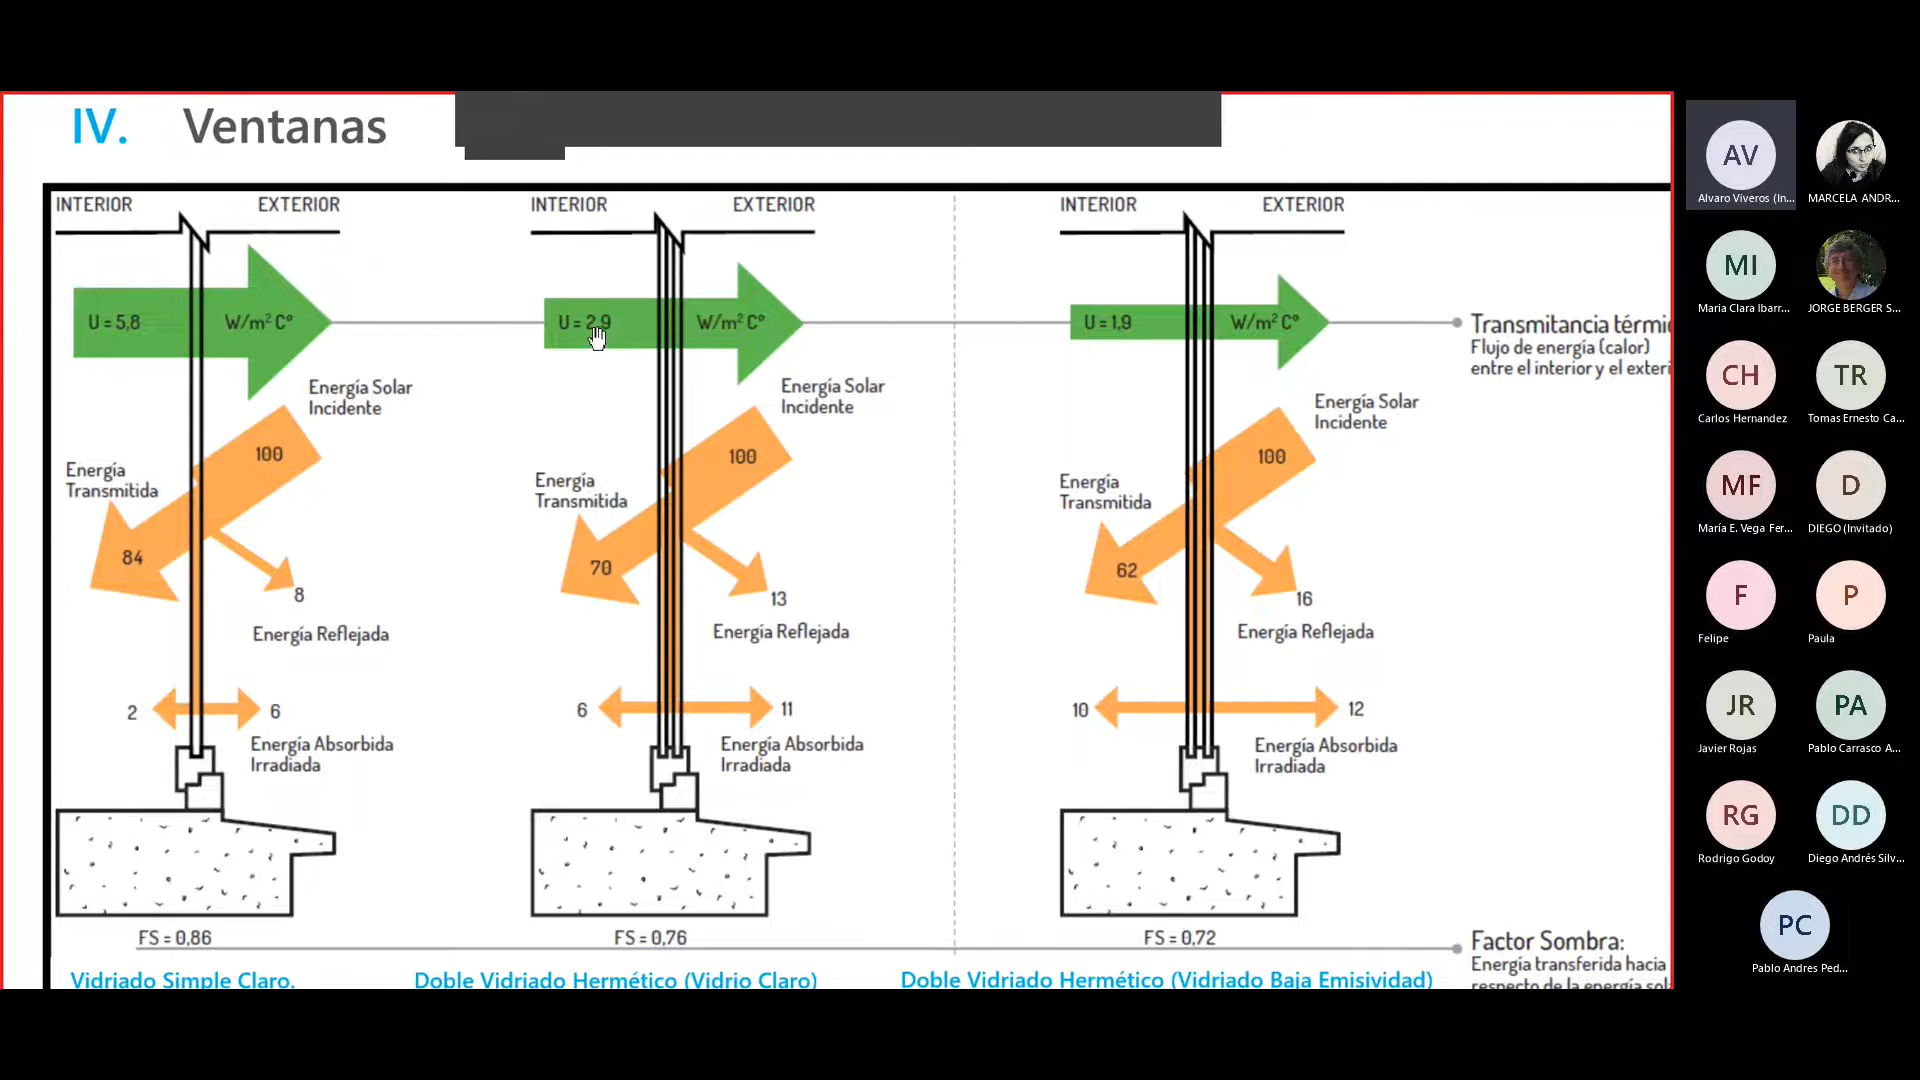 IV. Ventanas
INTERIOR EXTERIOR
U = 5,8 W/m² C°
Energía Solar
Incidente
100
Energía
Transmitida
84
8
Energía Reflejada
2 6
Energía Absorbida
Irradiada
FS = 0,86
Vidriado Simple Claro.
INTERIOR EXTERIOR
U = 2,9 W/m² C°
Energía Solar
Incidente
100
Energía
Transmitida
70
13
Energía Reflejada
6 11
Energía Absorbida
Irradiada
FS = 0,76
Doble Vidriado Hermético (Vidrio Claro)
INTERIOR EXTERIOR
U = 1,9 W/m² C°
Energía Solar
Incidente
100
Energía
Transmitida
62
16
Energía Reflejada
10 12
Energía Absorbida
Irradiada
FS = 0,72
Doble Vidriado Hermético (Vidriado Baja Emisividad)
Transmitancia térmi
Flujo de energía (calor)
entre el interior y el exteri
Factor Sombra:
Energía transferida hacia
respecto de la energía sol
AV
Alvaro Viveros (In...
MARCELA ANDR...
MI
Maria Clara Ibarr...
JORGE BERGER S...
CH
Carlos Hernandez
TR
Tomas Ernesto Ca...
MF
María E. Vega Fer...
D
DIEGO (Invitado)
F
Felipe
P
Paula
JR
Javier Rojas
PA
Pablo Carrasco A...
RG
Rodrigo Godoy
DD
Diego Andrés Silv...
PC
Pablo Andres Ped...